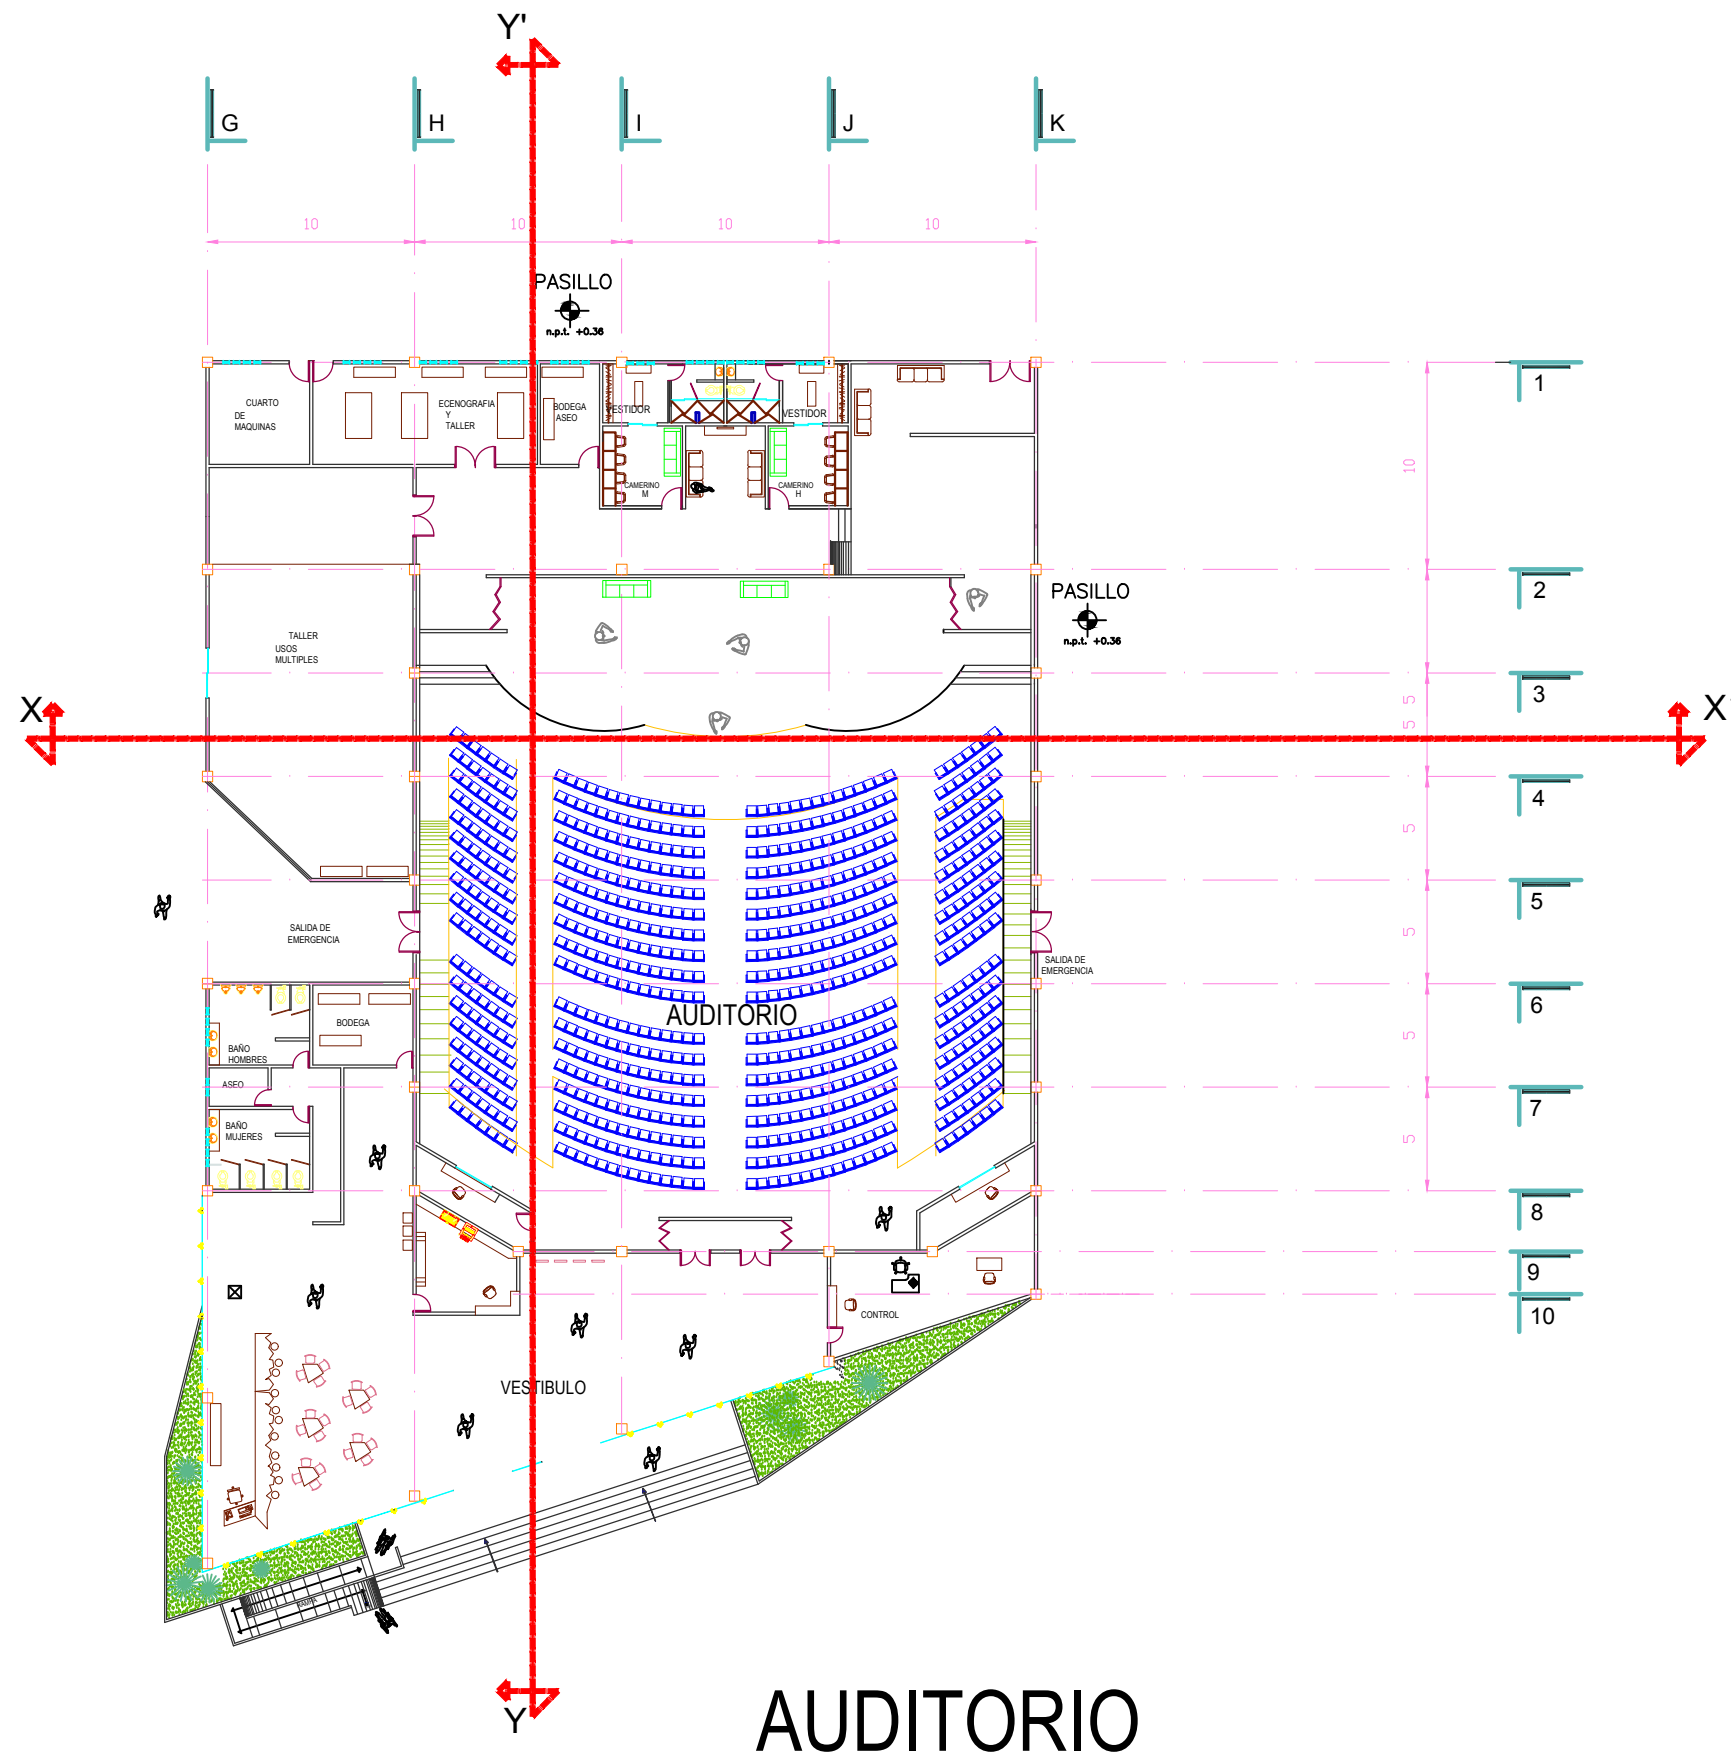 Y'
G
H
I
J
K
10
10
10
10
PASILLO
n.p.t. +0.36
1
CUARTO
DE
MAQUINAS
ECENOGRAFIA
Y
TALLER
BODEGA
ASEO
VESTIDOR
VESTIDOR
CAMERINO
M
CAMERINO
H
10
2
PASILLO
n.p.t. +0.36
TALLER
USOS
MULTIPLES
3
5
5
X
X'
4
5
5
5
SALIDA DE
EMERGENCIA
SALIDA DE
EMERGENCIA
6
AUDITORIO
BODEGA
5
BAÑO
HOMBRES
ASEO
7
BAÑO
MUJERES
5
8
9
CONTROL
10
VESTIBULO
RAMPA
Y
AUDITORIO